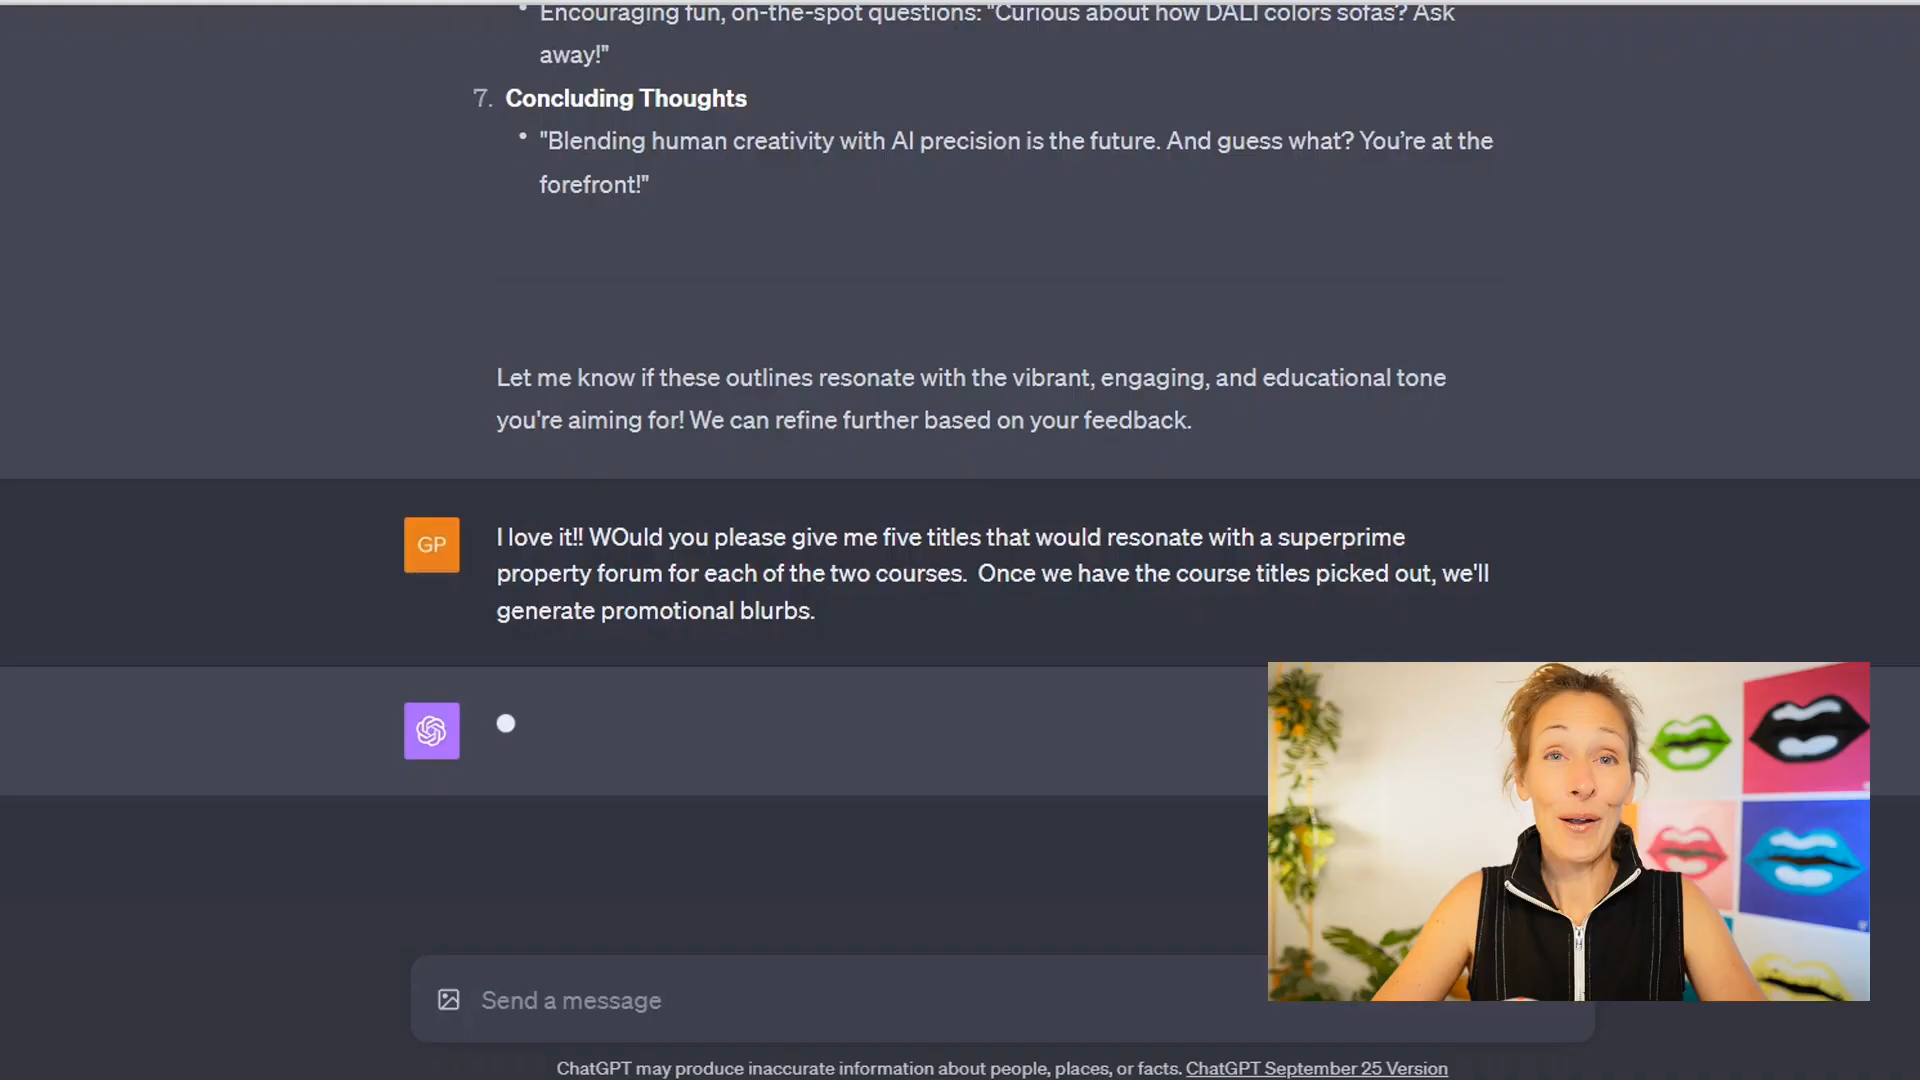 • Encouraging fun, on-the-spot questions: "Curious about how DALI colors sofas? Ask
away!"
7. Concluding Thoughts
• "Blending human creativity with AI precision is the future. And guess what? You’re at the
forefront!"
Let me know if these outlines resonate with the vibrant, engaging, and educational tone
you're aiming for! We can refine further based on your feedback.
GP
I love it!! WOuld you please give me five titles that would resonate with a superprime
property forum for each of the two courses.  Once we have the course titles picked out, we'll
generate promotional blurbs.
Send a message
ChatGPT may produce inaccurate information about people, places, or facts. ChatGPT September 25 Version